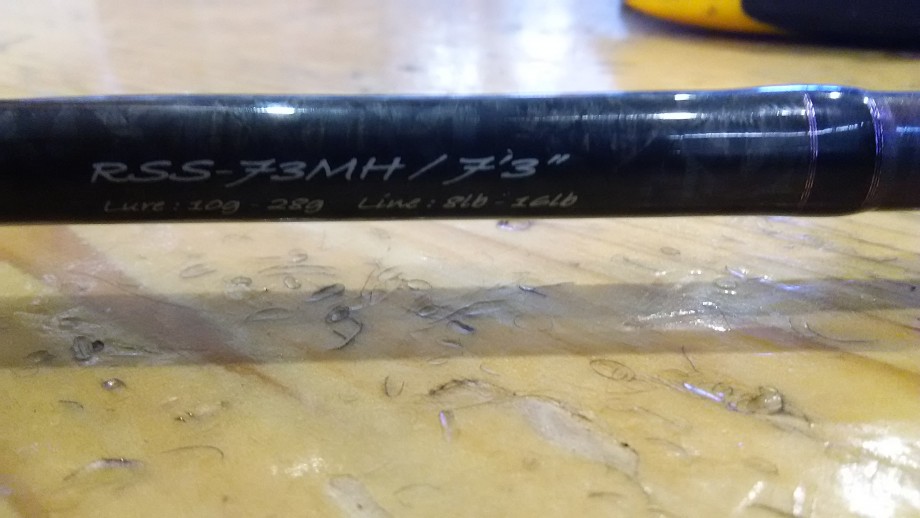 RSS-73MH / 7'3"
Lure : 10g - 28g Line : 8lb - 16lb